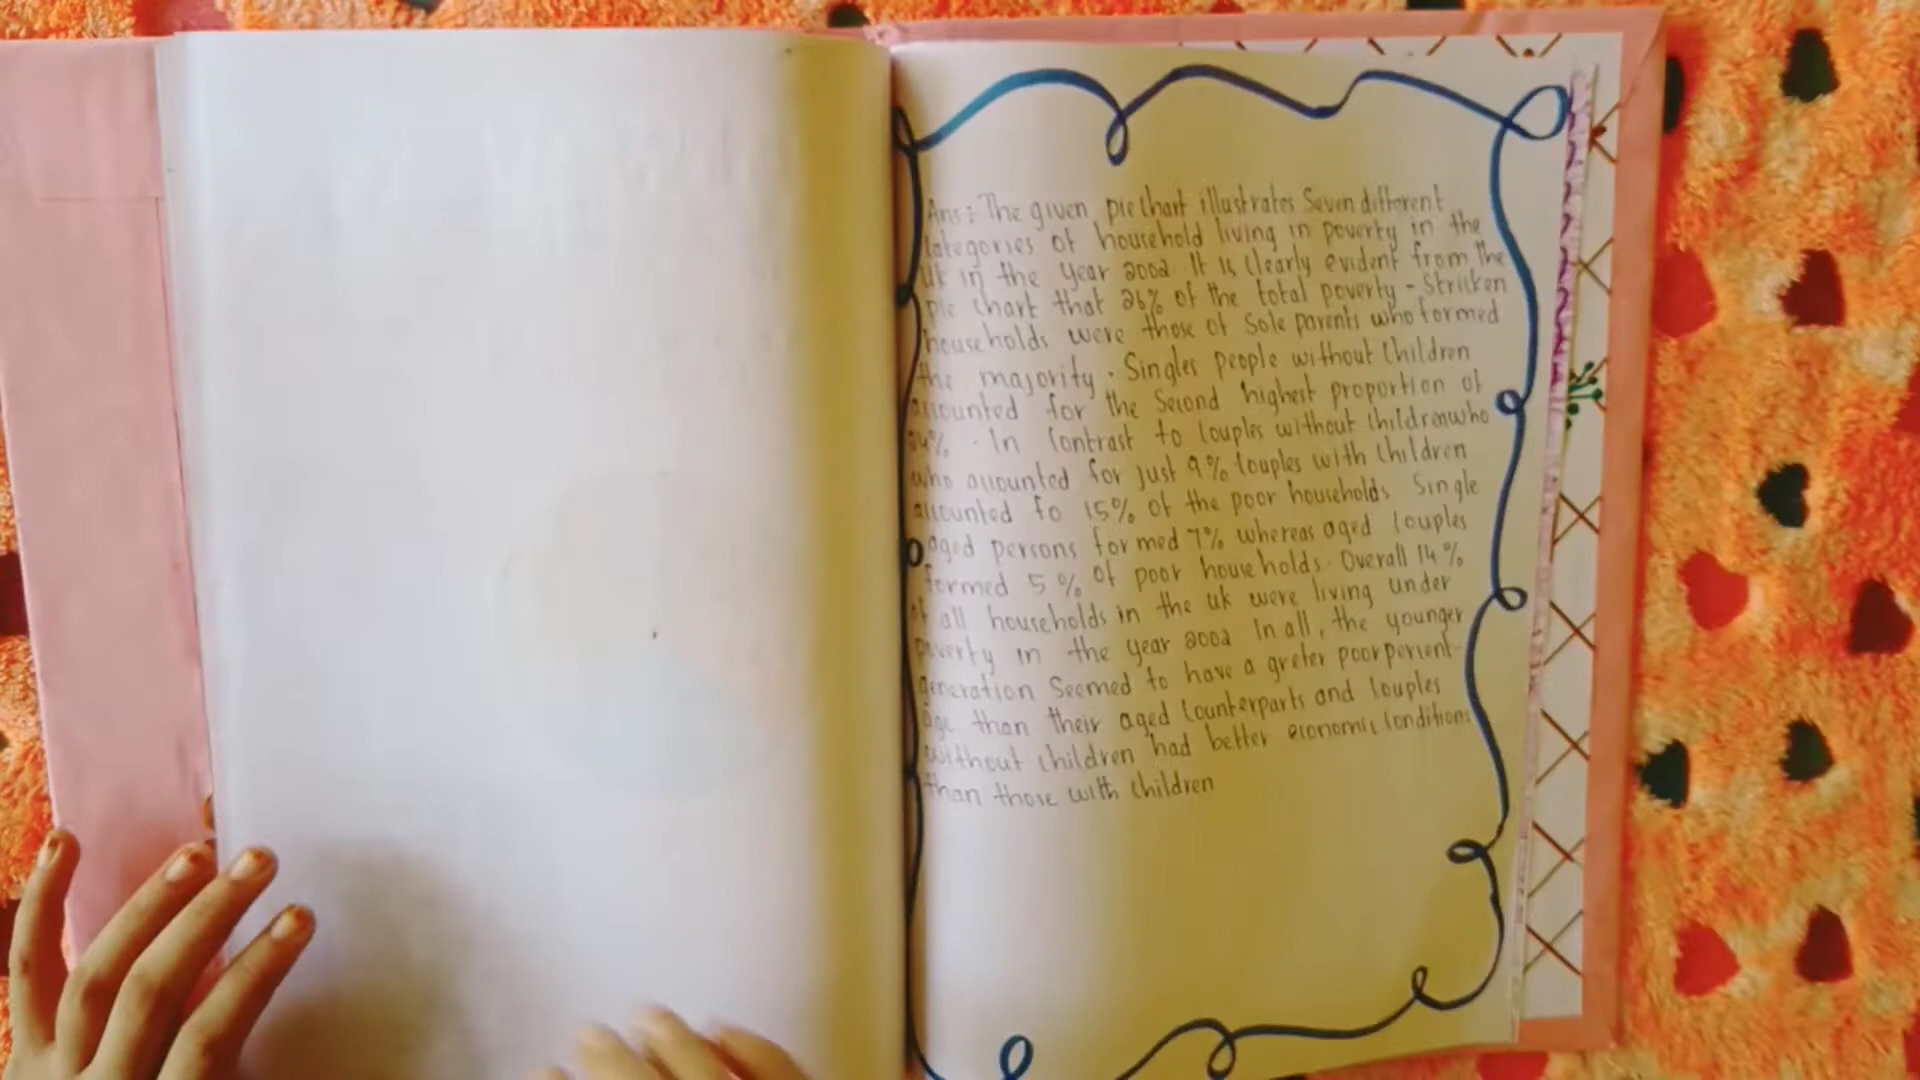 Ans: The given piechart illustrates Seven different
Categories of household living in poverty in the
Uk in the year 2002 It is Clearly evident from the
pie chart that 26% of the total poverty - Stricken
households were those of Sole parents who formed
the majority. Singles people without Children
accounted for the Second highest proportion of
24%. In Contrast to Couples without Childrenwho
who accounted for just 9% Couples with Children
accounted fo 15% of the poor households Single
aged persons formed 7% whereas aged Couples
formed 5% of poor households. Overall 14%
of all households in the uk were living under
poverty in the year 2002 In all, the younger
generation Seemed to have a greter poor percent-
age than their aged Counterparts and Couples
without children had better economic Conditions
than those with Children